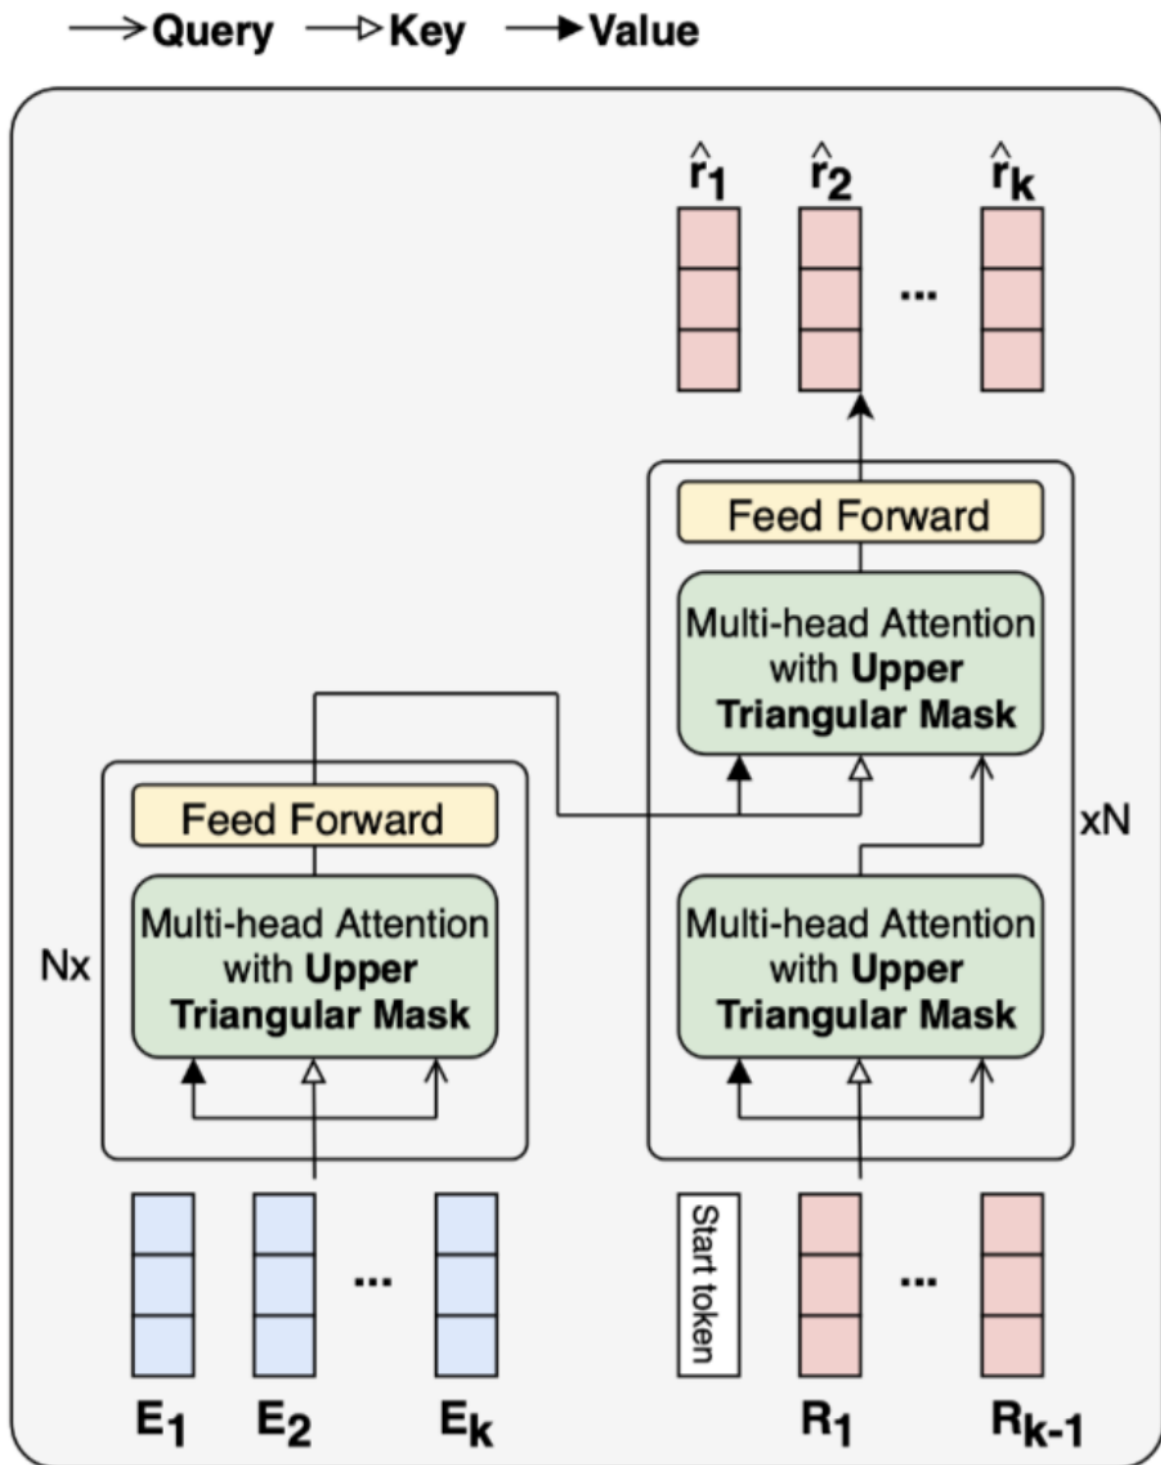 Query Key Value
r̂1 r̂2 r̂k
...
Feed Forward
Multi-head Attention
with Upper
Triangular Mask
Feed Forward
xN
Multi-head Attention
with Upper
Triangular Mask
Nx
Multi-head Attention
with Upper
Triangular Mask
Start token
... ...
E1 E2 Ek R1 Rk-1